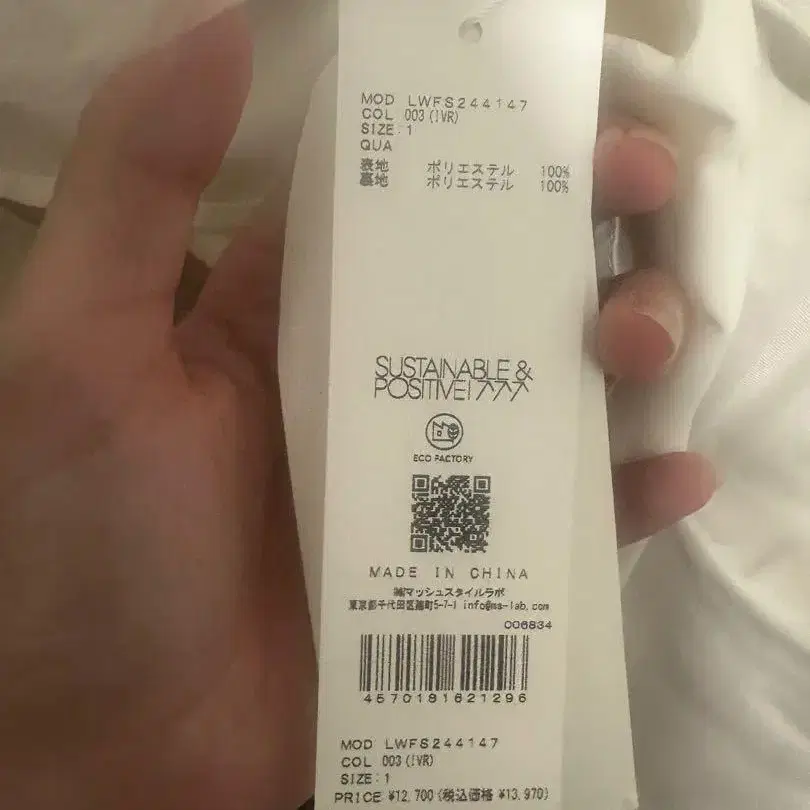 MOD LWFS244147
COL 003(IVR)
SIZE:1
QUA
表地 ポリエステル 100%
裏地 ポリエステル 100%
SUSTAINABLE &
POSITIVE! ↗↗↗
ECO FACTORY
MADE IN CHINA
㈱マッシュスタイルラボ
東京都千代田区麹町5-7-1 info@ms-lab.com
006834
4570191621296
MOD LWFS244147
COL 003(IVR)
SIZE:1
PRICE ¥12,700(税込価格 ¥13,970)